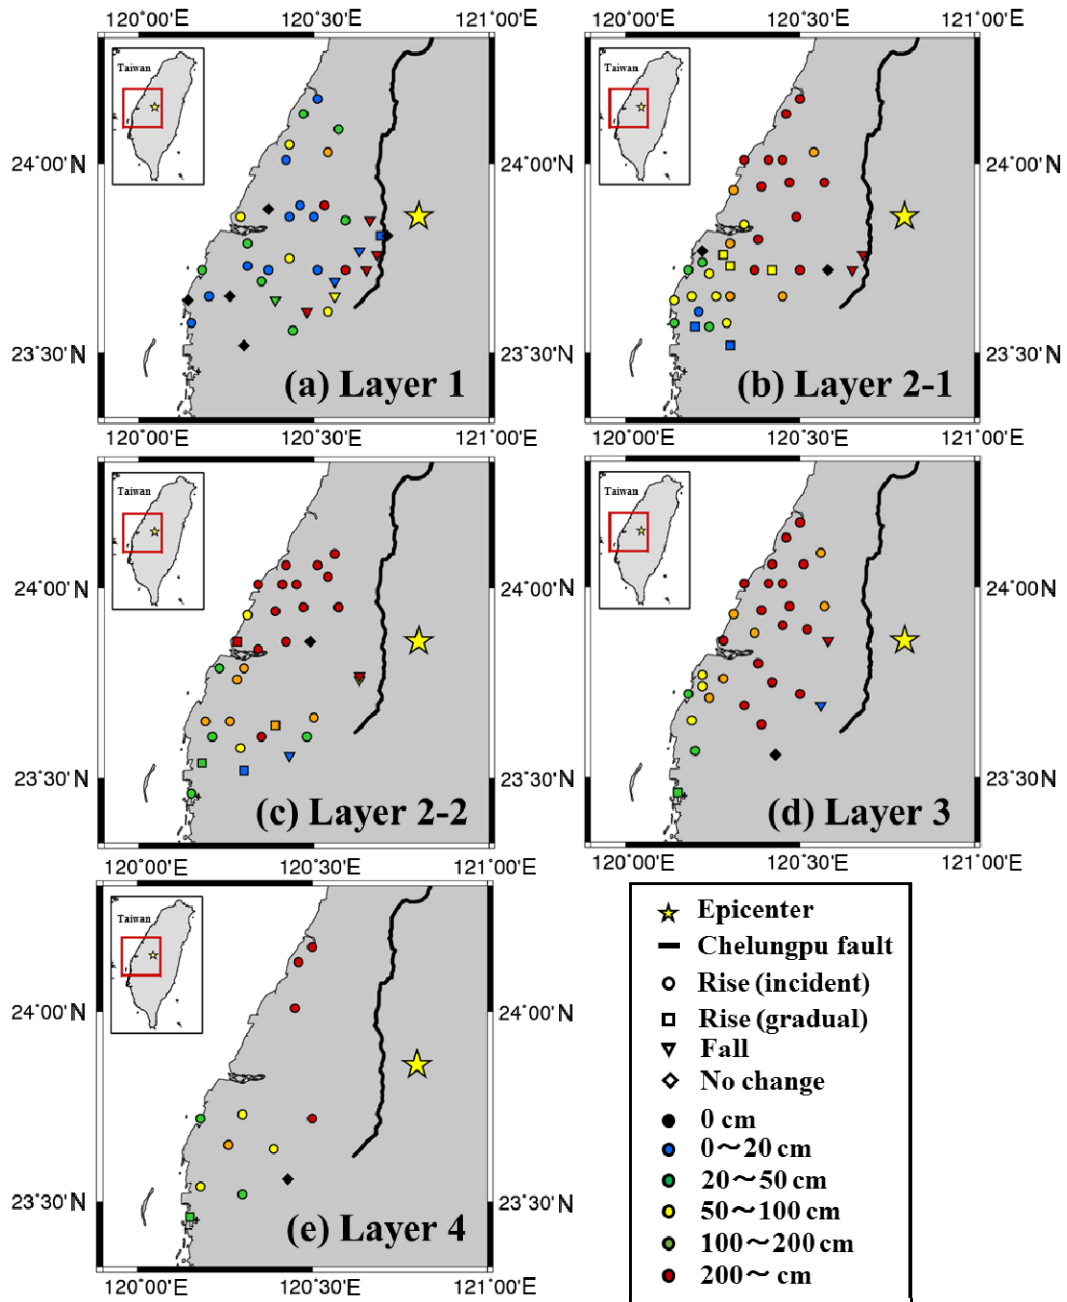 120°00'E 120°30'E 121°00'E 120°00'E 120°30'E 121°00'E
Taiwan Taiwan
24°00'N 24°00'N 24°00'N
23°30'N 23°30'N 23°30'N
(a) Layer 1 (b) Layer 2-1
120°00'E 120°30'E 121°00'E 120°00'E 120°30'E 121°00'E
Taiwan Taiwan
24°00'N 24°00'N 24°00'N
23°30'N 23°30'N 23°30'N
(c) Layer 2-2 (d) Layer 3
120°00'E 120°30'E 121°00'E 120°00'E 120°30'E 121°00'E
Taiwan
24°00'N 24°00'N
23°30'N 23°30'N
(e) Layer 4
120°00'E 120°30'E 121°00'E
Epicenter
Chelungpu fault
Rise (incident)
Rise (gradual)
Fall
No change
0 cm
0～20 cm
20～50 cm
50～100 cm
100～200 cm
200～ cm